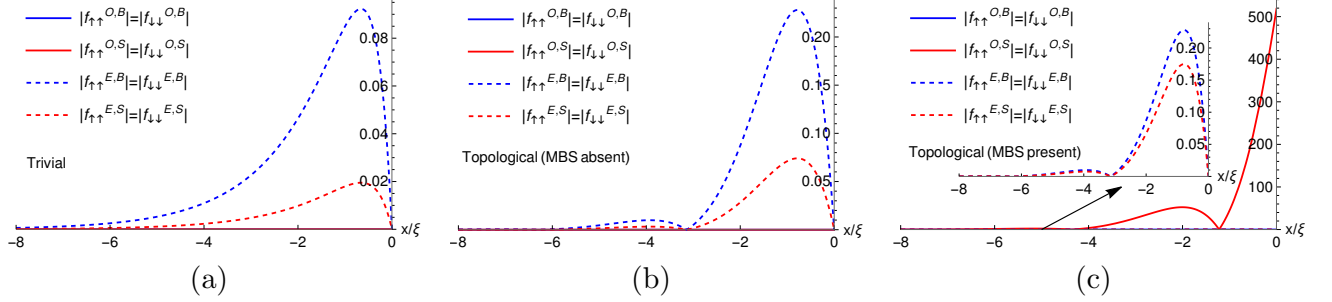 |f↑↑^{O,B}|=|f↓↓^{O,B}|
|f↑↑^{O,S}|=|f↓↓^{O,S}|
|f↑↑^{E,B}|=|f↓↓^{E,B}|
|f↑↑^{E,S}|=|f↓↓^{E,S}|
Trivial
0.08
0.06
0.04
0.02
x/ξ
-8 -6 -4 -2 0
(a)
|f↑↑^{O,B}|=|f↓↓^{O,B}|
|f↑↑^{O,S}|=|f↓↓^{O,S}|
|f↑↑^{E,B}|=|f↓↓^{E,B}|
|f↑↑^{E,S}|=|f↓↓^{E,S}|
Topological (MBS absent)
0.20
0.15
0.10
0.05
x/ξ
-8 -6 -4 -2 0
(b)
|f↑↑^{O,B}|=|f↓↓^{O,B}|
|f↑↑^{O,S}|=|f↓↓^{O,S}|
|f↑↑^{E,B}|=|f↓↓^{E,B}|
|f↑↑^{E,S}|=|f↓↓^{E,S}|
Topological (MBS present)
0.20
0.15
0.10
0.05
x/ξ
-8 -6 -4 -2 0
500
400
300
200
100
x/ξ
-8 -6 -4 -2 0
(c)